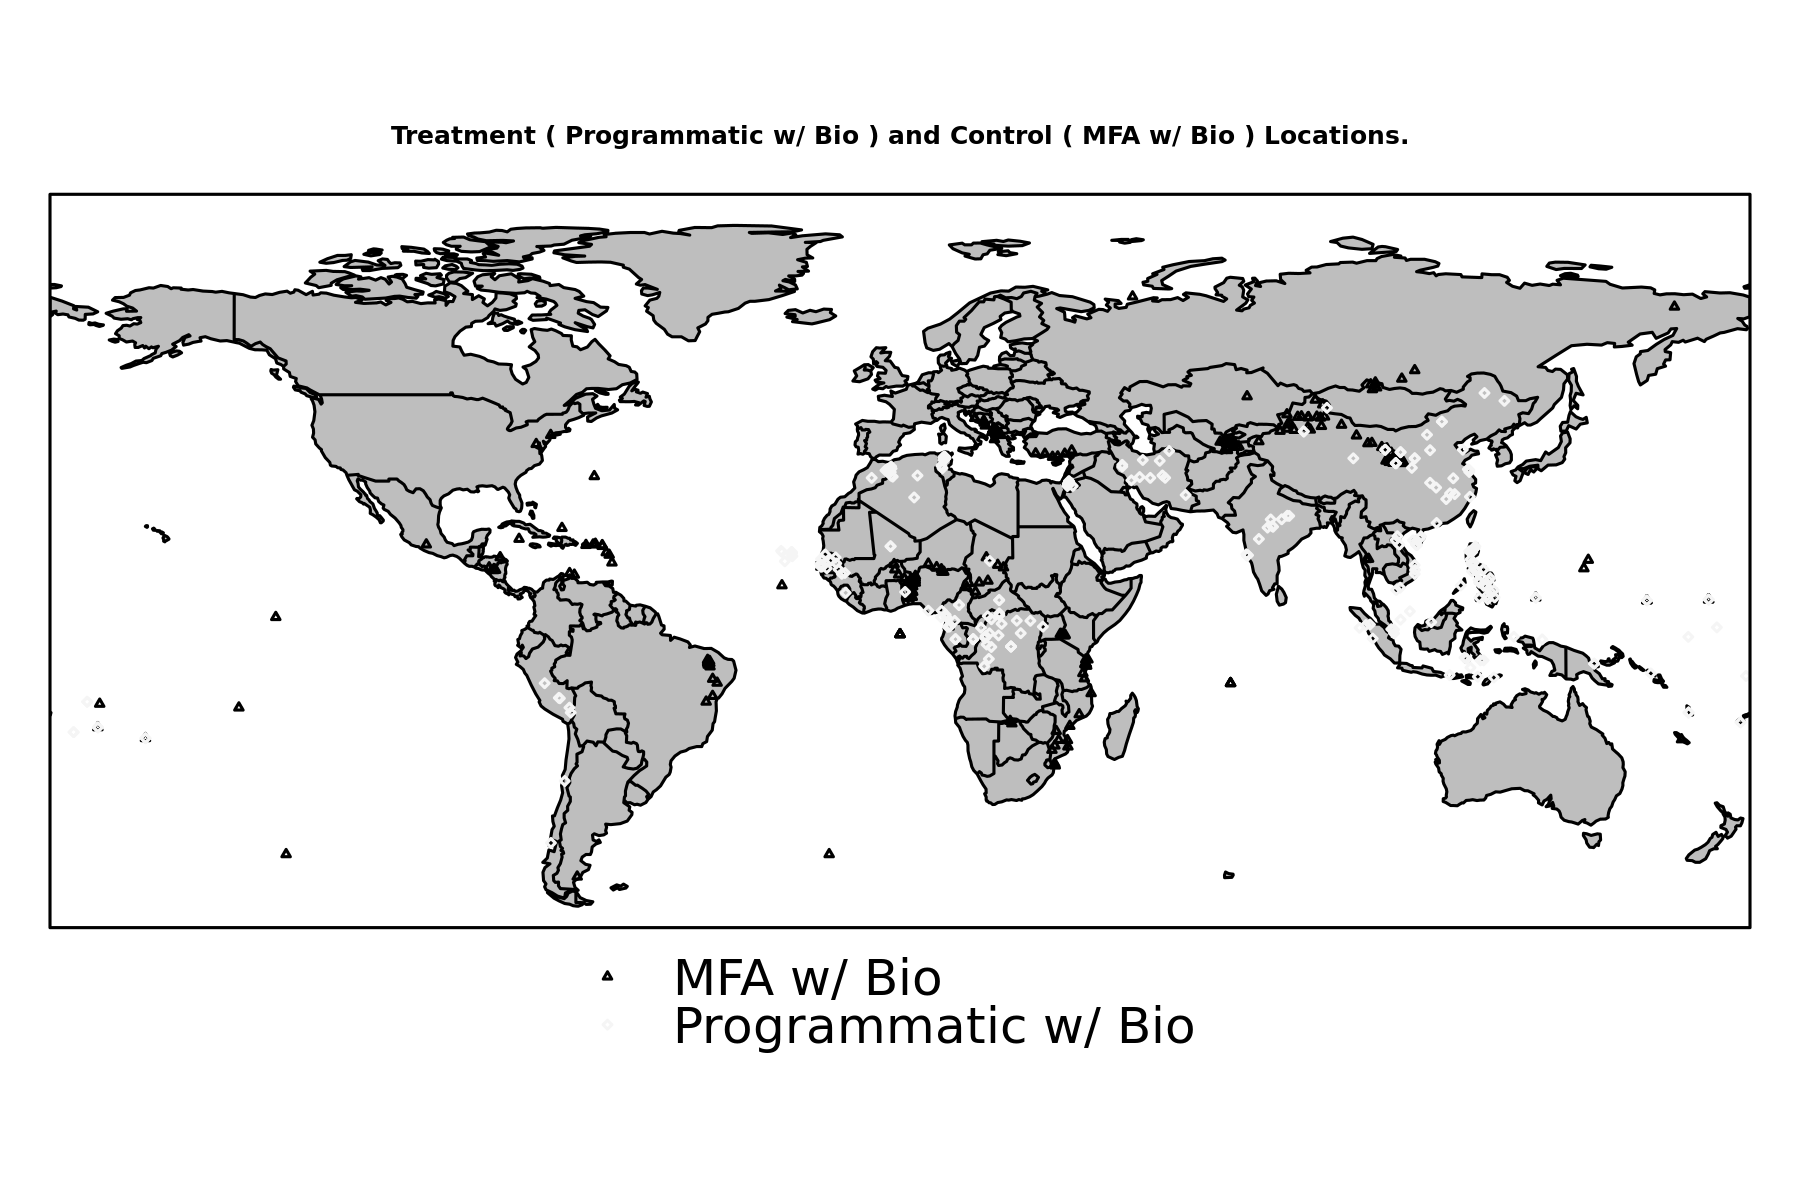 Treatment ( Programmatic w/ Bio ) and Control ( MFA w/ Bio ) Locations.
MFA w/ Bio
Programmatic w/ Bio